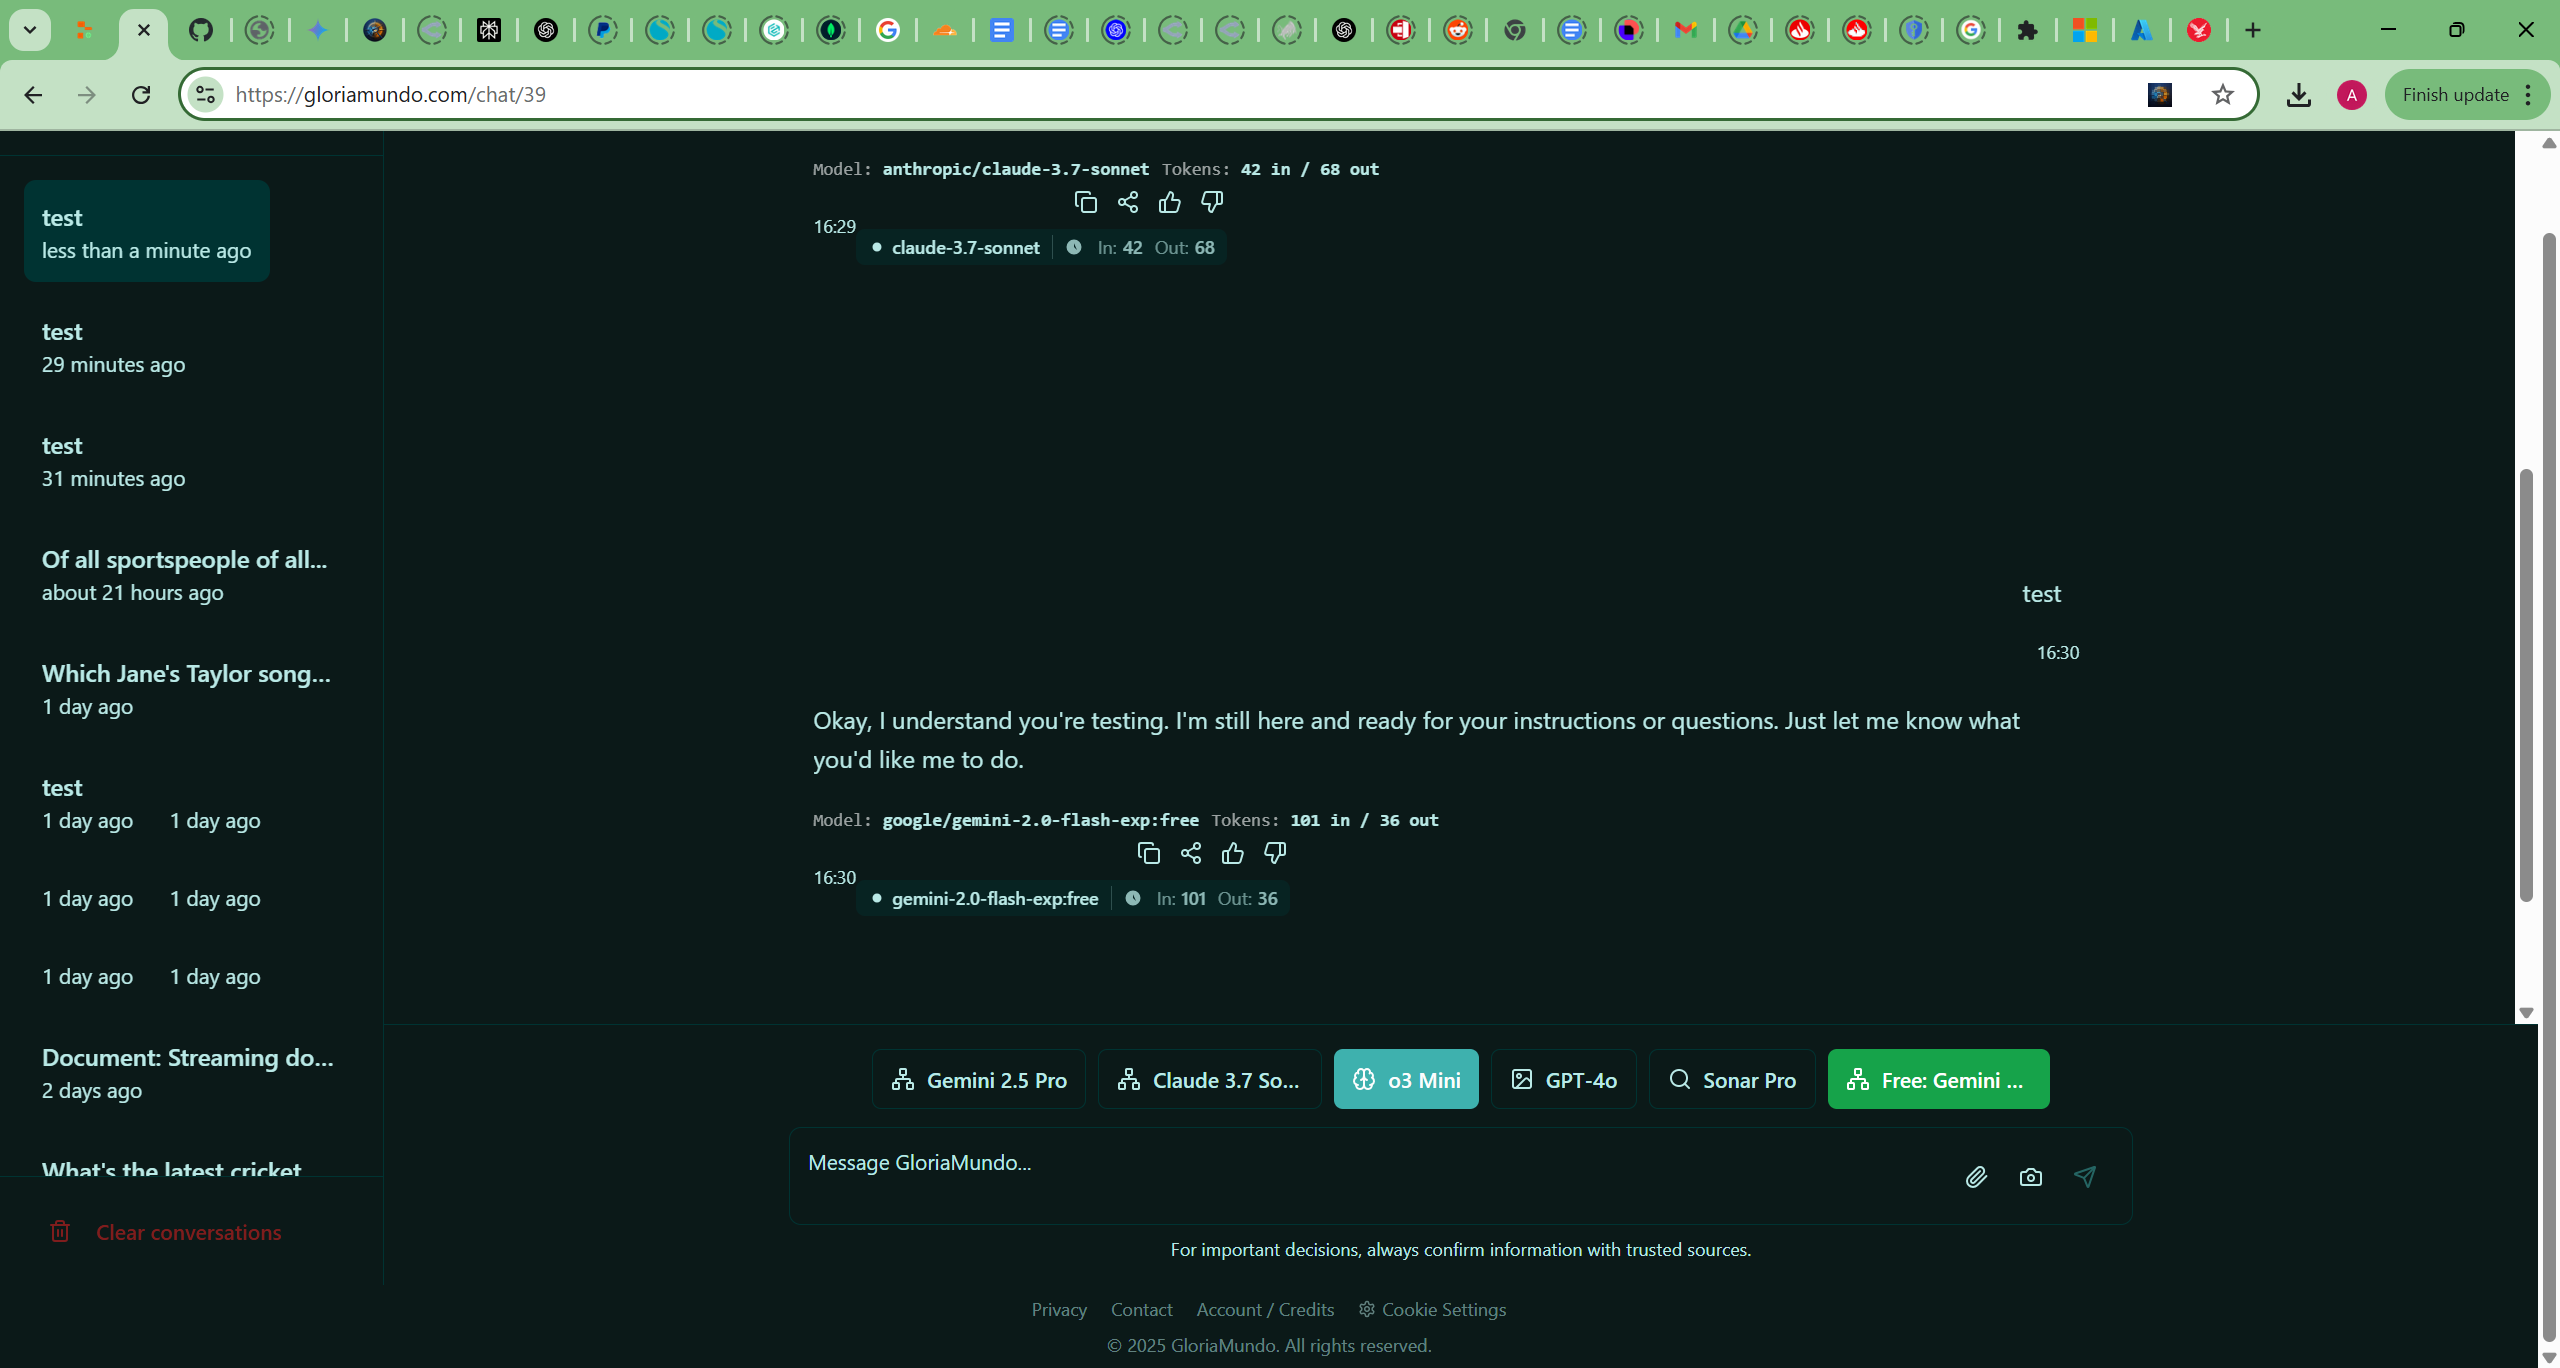 https://gloriamundo.com/chat/39
A
Finish update
test
less than a minute ago
test
29 minutes ago
test
31 minutes ago
Of all sportspeople of all...
about 21 hours ago
Which Jane's Taylor song...
1 day ago
test
1 day ago 1 day ago
1 day ago 1 day ago
1 day ago 1 day ago
Document: Streaming do...
2 days ago
What's the latest cricket
Clear conversations
Model: anthropic/claude-3.7-sonnet Tokens: 42 in / 68 out
16:29
claude-3.7-sonnet In: 42 Out: 68
test
16:30
Okay, I understand you're testing. I'm still here and ready for your instructions or questions. Just let me know what
you'd like me to do.
Model: google/gemini-2.0-flash-exp:free Tokens: 101 in / 36 out
16:30
gemini-2.0-flash-exp:free In: 101 Out: 36
Gemini 2.5 Pro Claude 3.7 So... o3 Mini GPT-4o Sonar Pro Free: Gemini ...
Message GloriaMundo...
For important decisions, always confirm information with trusted sources.
Privacy Contact Account / Credits Cookie Settings
© 2025 GloriaMundo. All rights reserved.